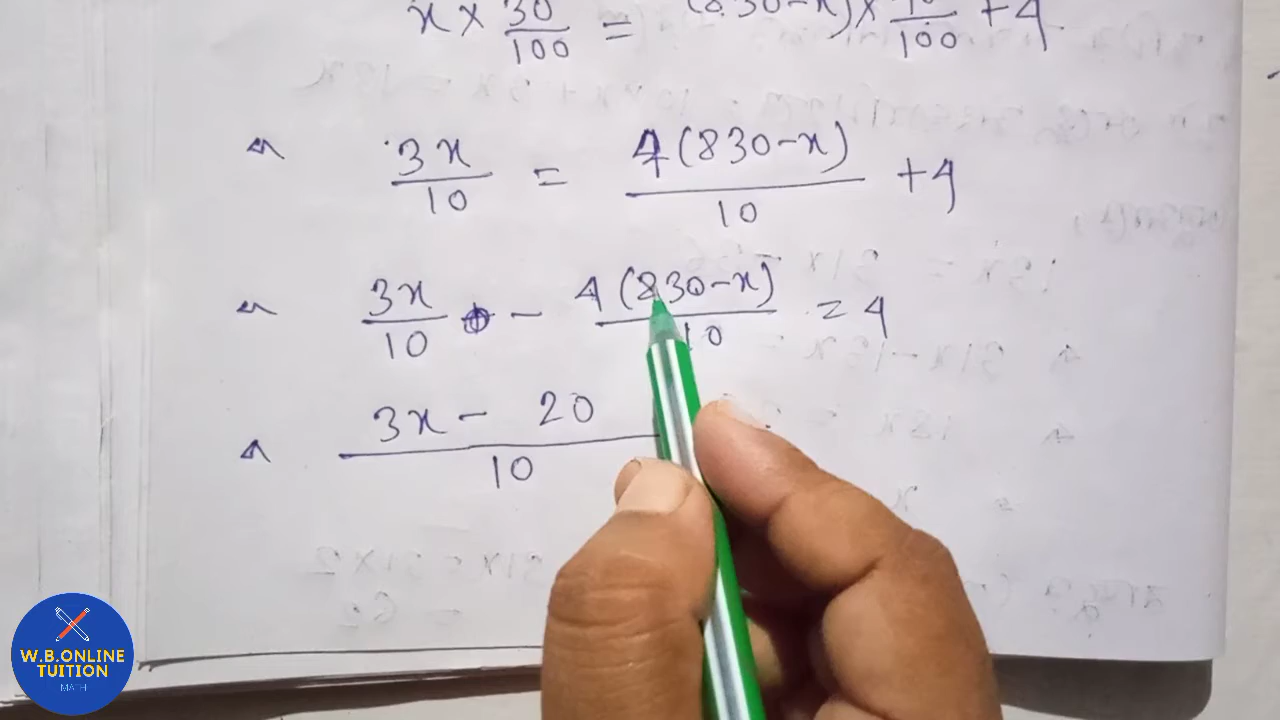 x × 30/100 = (830-x) × /100 + 4
বা 3x/10 = 4(830-x)/10 + 4
বা 3x/10 - 4(830-x)/10 = 4
বা 3x- 20/10
W.B.ONLINE
TUITION
MATH